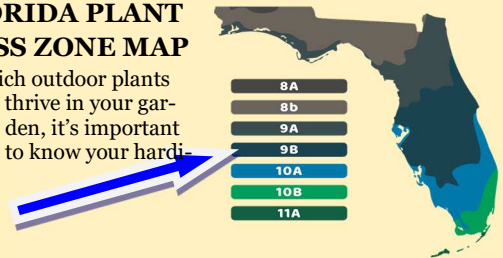 ORIDA PLANT
SS ZONE MAP
ich outdoor plants
thrive in your gar-
den, it's important
to know your hardi-
8A
8b
9A
9B
10A
10B
11A